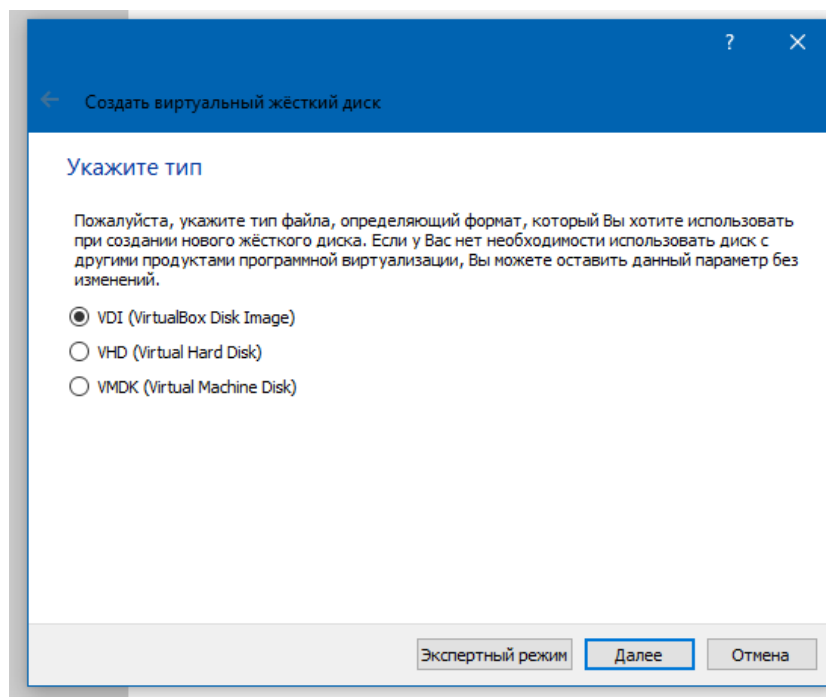 Создать виртуальный жёсткий диск
Укажите тип
Пожалуйста, укажите тип файла, определяющий формат, который Вы хотите использовать
при создании нового жёсткого диска. Если у Вас нет необходимости использовать диск с
другими продуктами программной виртуализации, Вы можете оставить данный параметр без
изменений.
VDI (VirtualBox Disk Image)
VHD (Virtual Hard Disk)
VMDK (Virtual Machine Disk)
Экспертный режим
Далее
Отмена